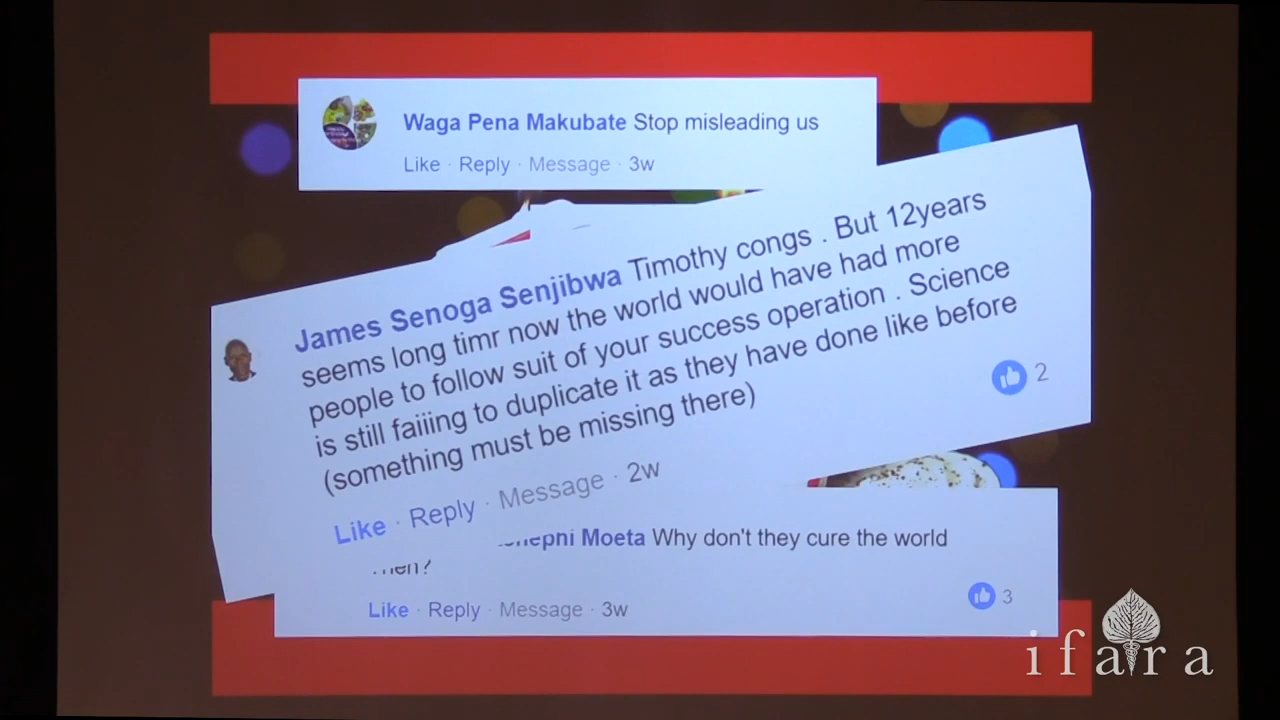 Waga Pena Makubate Stop misleading us
Like · Reply · Message · 3w
James Senoga Senjibwa Timothy congs . But 12years
seems long timr now the world would have had more
people to follow suit of your success operation . Science
is still faiiing to duplicate it as they have done like before
(something must be missing there)
2
Like · Reply · Message · 2w
Moeta Why don't they cure the world
Like · Reply · Message · 3w
3
ifara